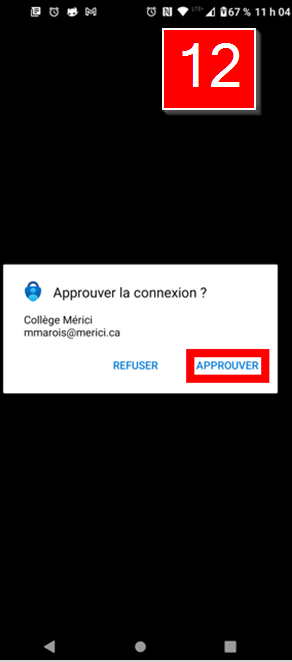 67 % 11 h 04
12
Approuver la connexion ?
Collège Mérici
mmarois@merici.ca
REFUSER APPROUVER